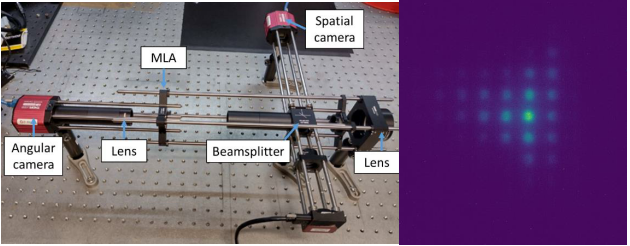 Spatial
camera
MLA
Angular
camera
Lens
Beamsplitter
Lens